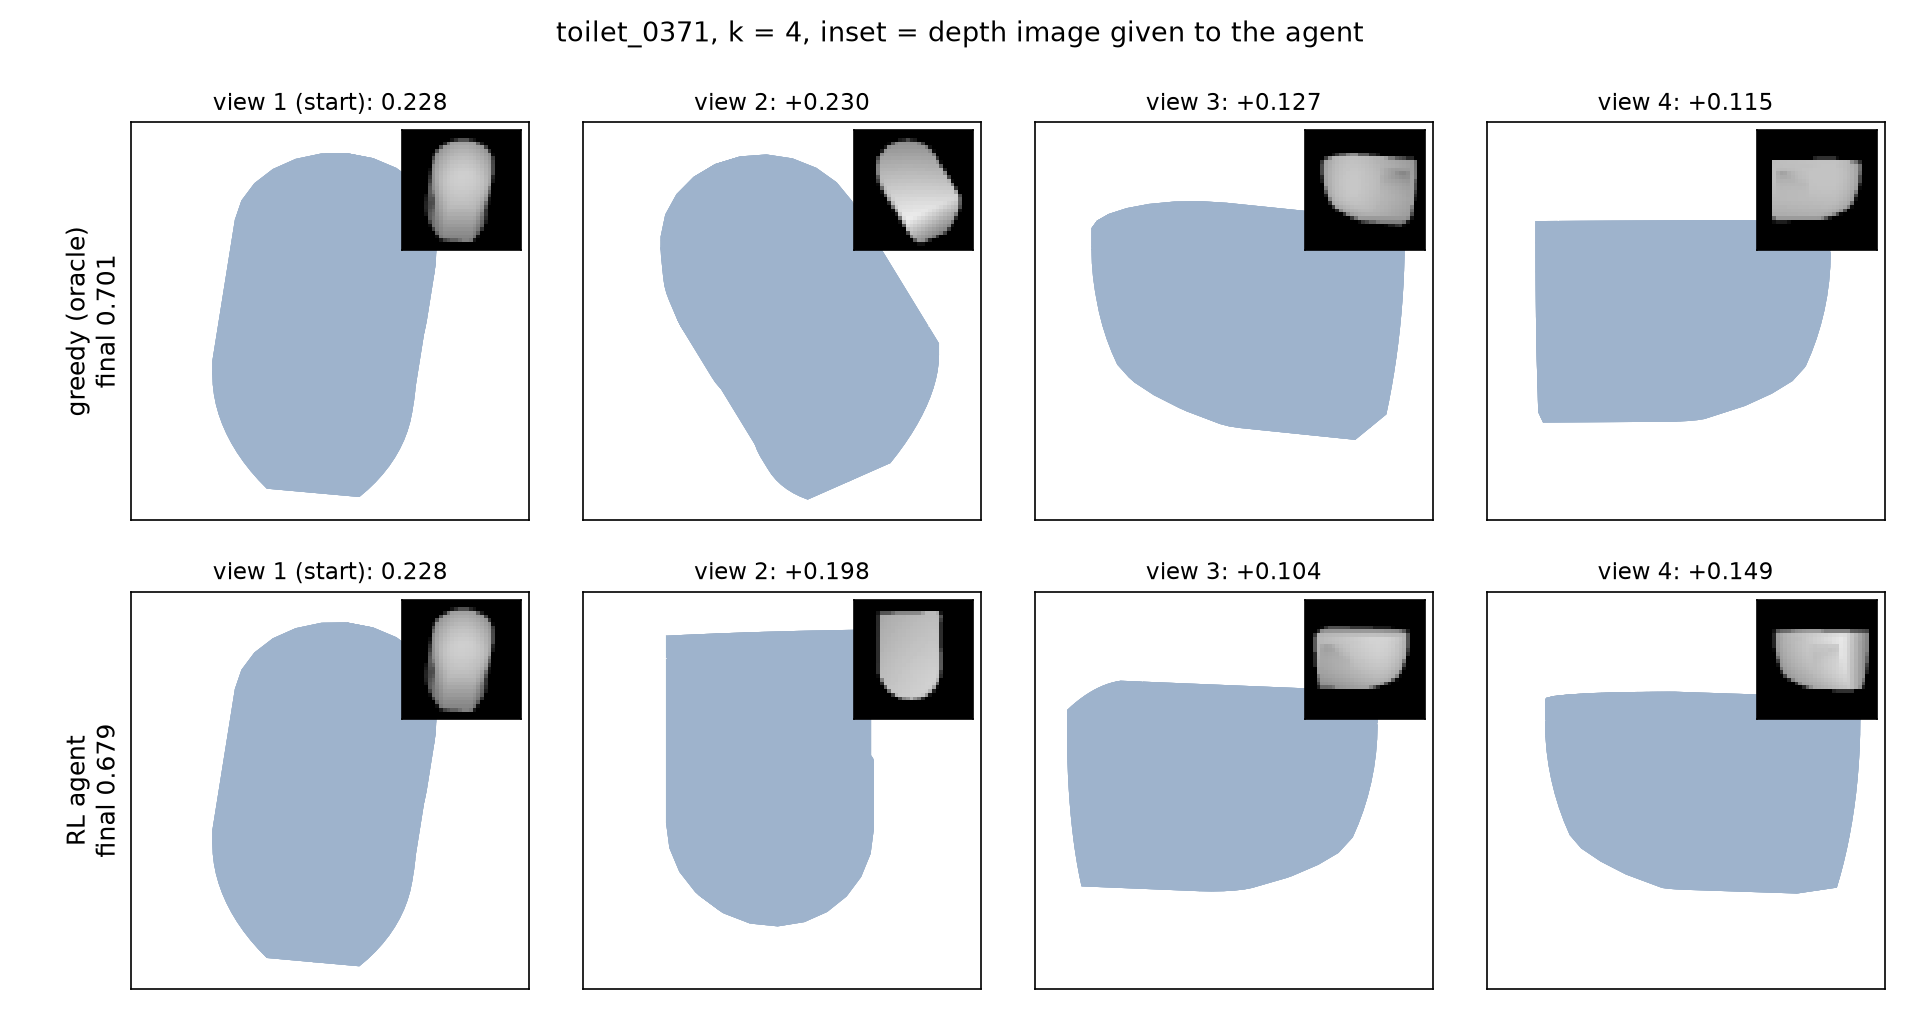 toilet_0371, k = 4, inset = depth image given to the agent
view 1 (start): 0.228
view 2: +0.230
view 3: +0.127
view 4: +0.115
greedy (oracle)
final 0.701
view 1 (start): 0.228
view 2: +0.198
view 3: +0.104
view 4: +0.149
RL agent
final 0.679